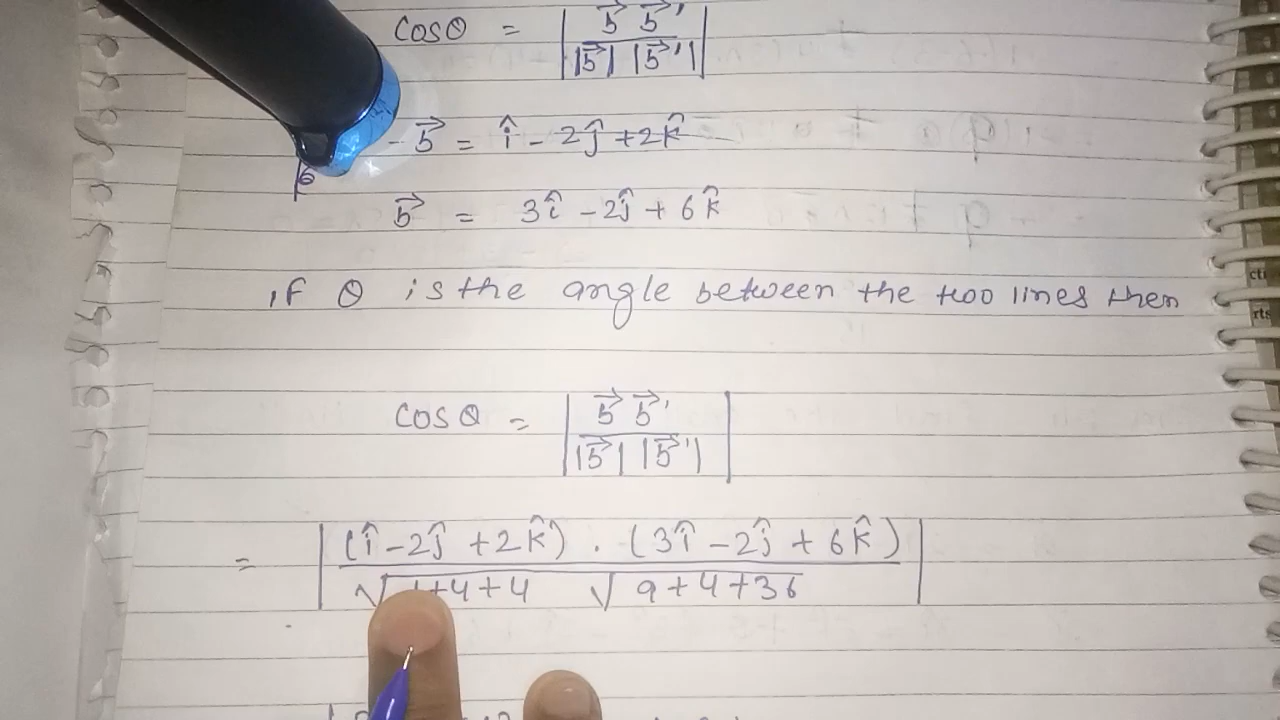 cosθ = | b⃗ b⃗' / |b⃗| |b⃗'| |
- b⃗ = î - 2ĵ + 2k̂
b⃗ = 3î - 2ĵ + 6k̂
if θ is the angle between the two lines then
cosθ = | b⃗ b⃗' / |b⃗| |b⃗'| |
= | (î - 2ĵ + 2k̂) . (3î - 2ĵ + 6k̂) / √1+4+4 √9+4+36 |